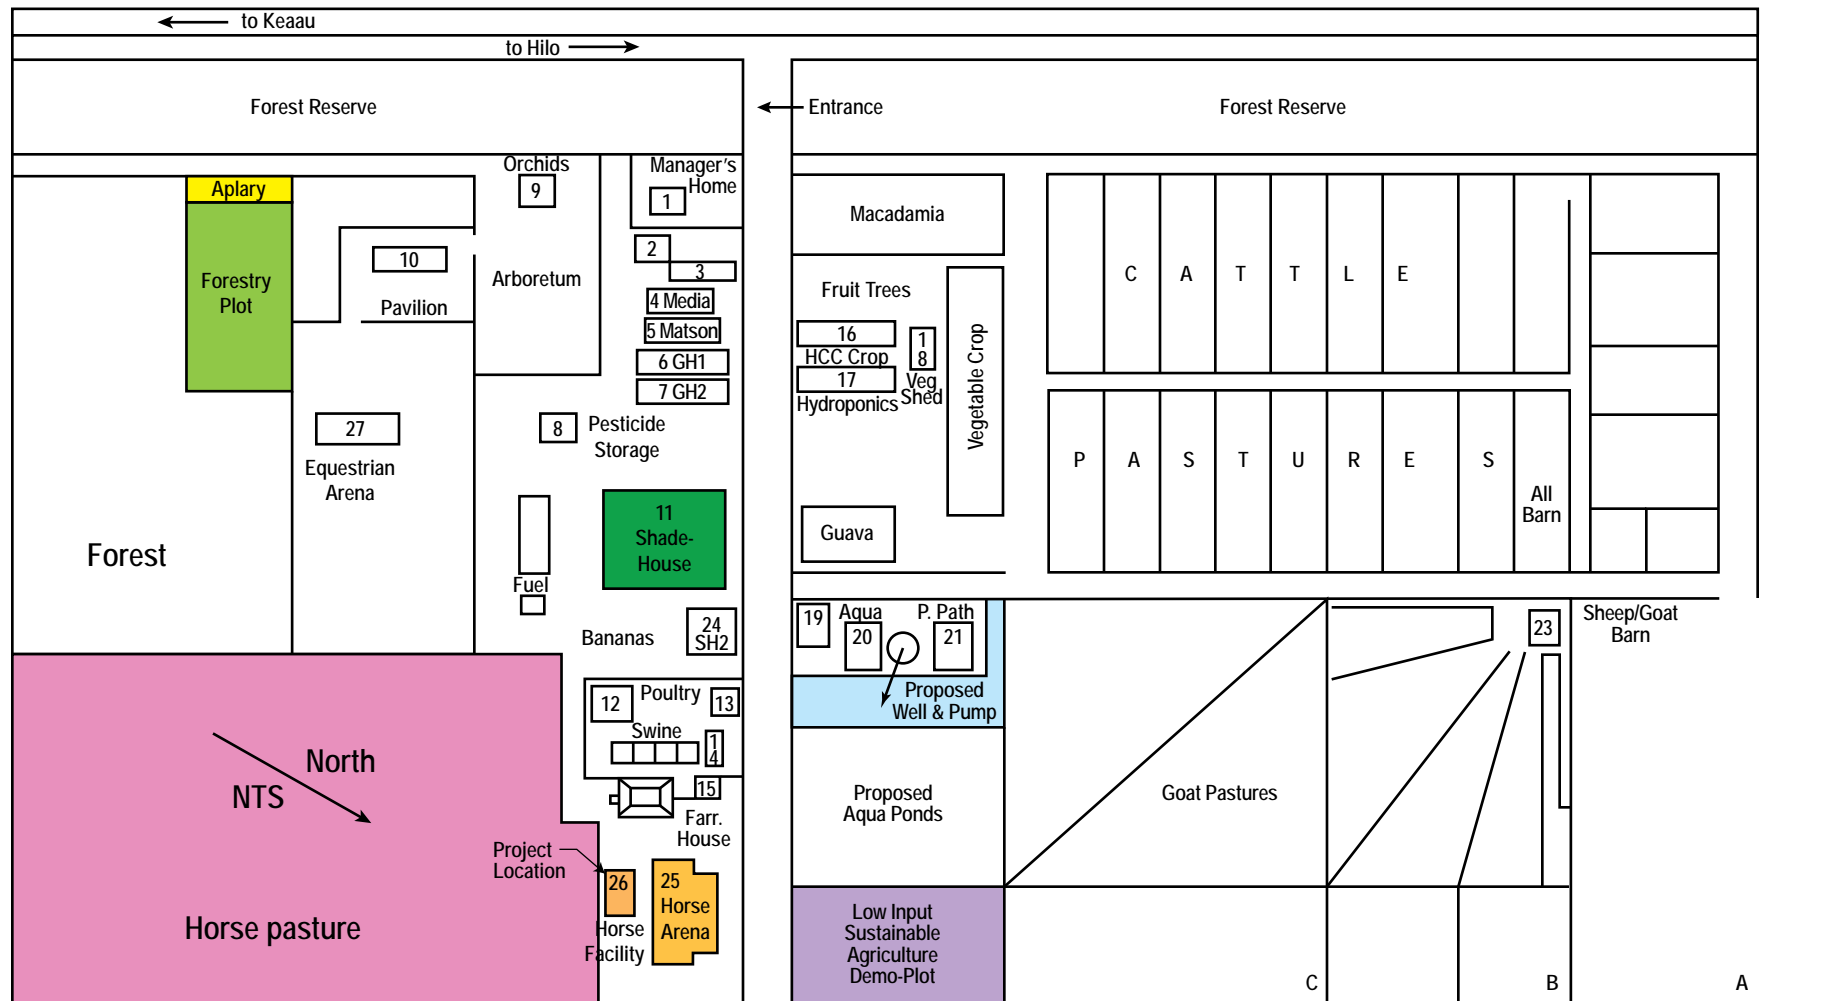 to Keaau
to Hilo
Forest Reserve
Entrance
Forest Reserve
Orchids
9
Manager's
Home
1
Aplary
Forestry
Plot
10
Pavilion
Arboretum
2
3
4 Media
5 Matson
6 GH1
7 GH2
8
Pesticide
Storage
27
Equestrian
Arena
Forest
11
Shade-
House
Fuel
Bananas
24
SH2
12
Poultry
13
Swine
1
4
15
Farr.
House
North
NTS
Horse pasture
Project
Location
26
Horse
Facility
25
Horse
Arena
Macadamia
Fruit Trees
16
HCC Crop
17
Hydroponics
1
8
Veg
Shed
Vegetable Crop
Guava
C A T T L E
P A S T U R E S
All
Barn
19
Aqua
20
P. Path
21
Proposed
Well & Pump
Proposed
Aqua Ponds
Low Input
Sustainable
Agriculture
Demo-Plot
Goat Pastures
23
Sheep/Goat
Barn
C
B
A